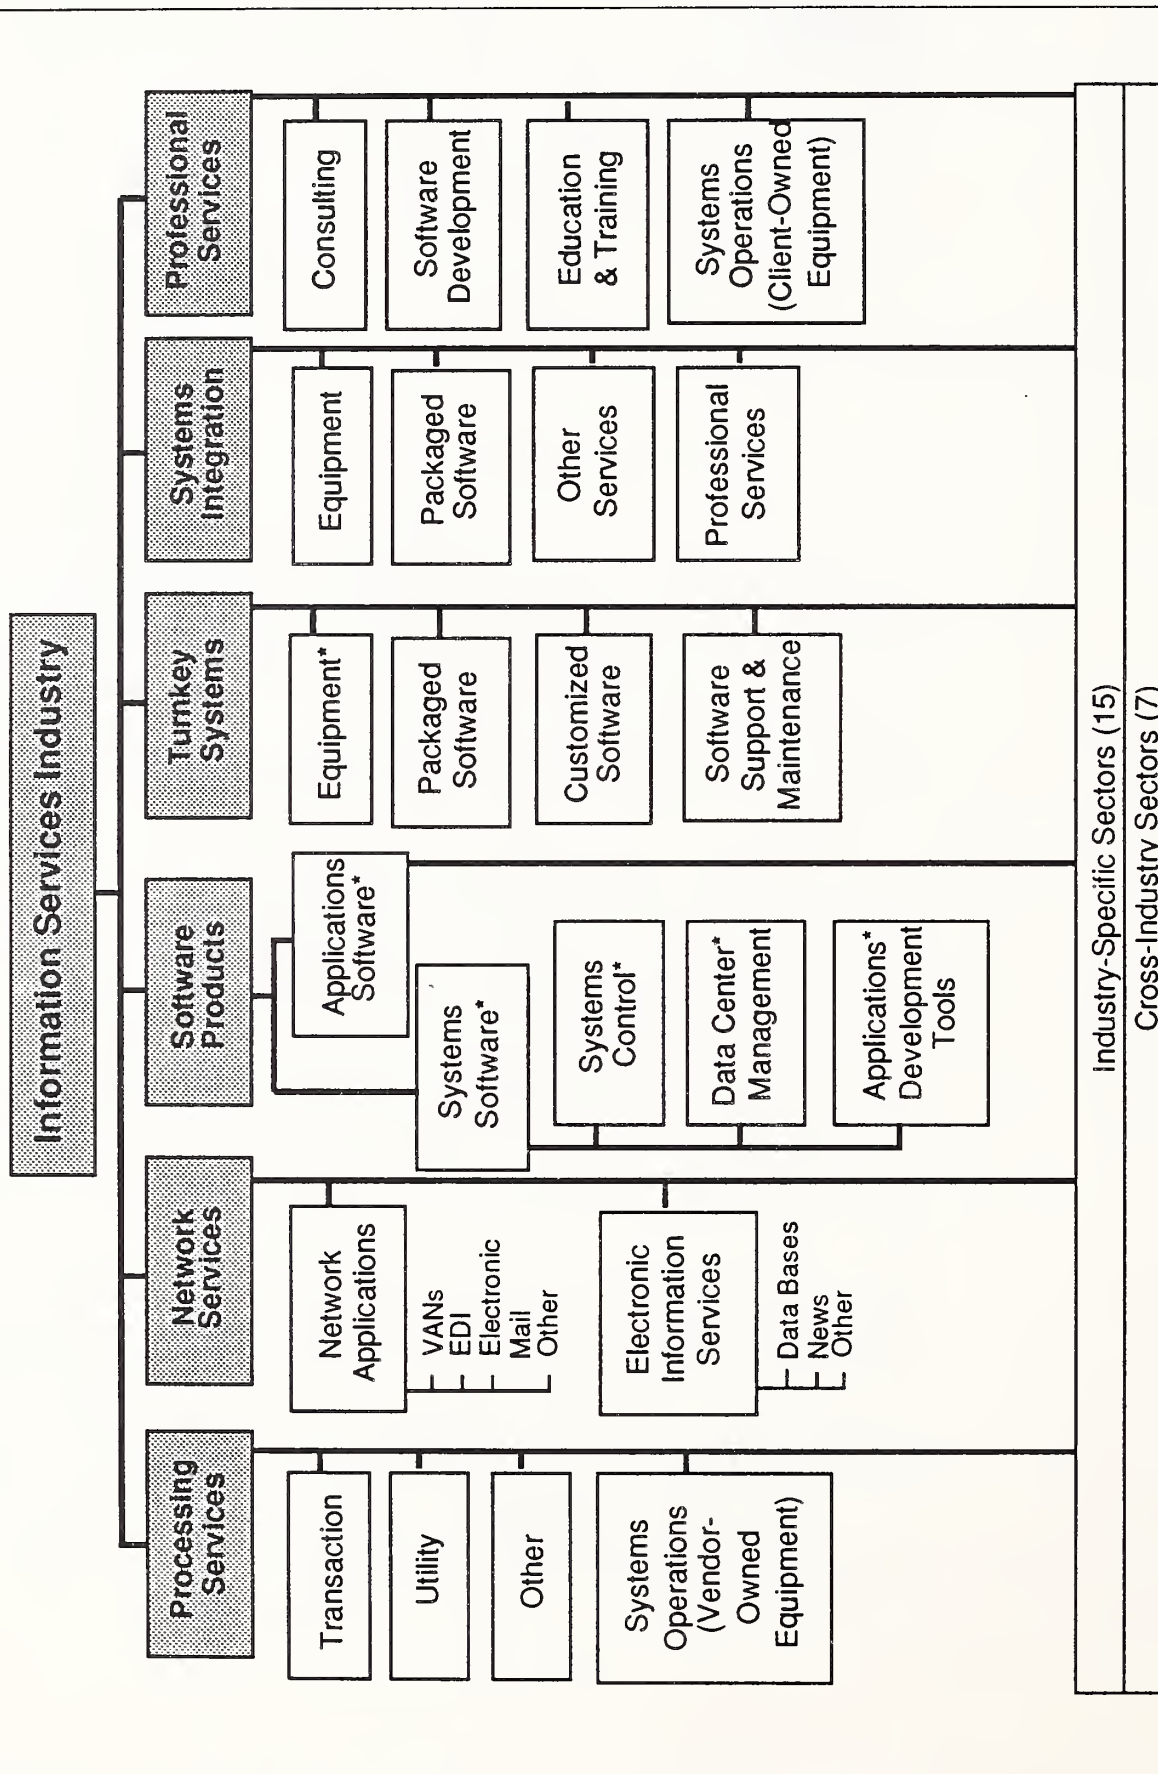 Information Services Industry
Processing
Services
Transaction
Utility
Other
Systems
Operations
(Vendor-
Owned
Equipment)
Network
Services
Network
Applications
VANs
EDI
Electronic
Mail
Other
Electronic
Information
Services
Data Bases
News
Other
Software
Products
Applications
Software*
Systems
Software*
Systems
Control*
Data Center*
Management
Applications*
Development
Tools
Turnkey
Systems
Equipment*
Packaged
Software
Customized
Software
Software
Support &
Maintenance
Systems
Integration
Equipment
Packaged
Software
Other
Services
Professional
Services
Professional
Services
Consulting
Software
Development
Education
& Training
Systems
Operations
(Client-Owned
Equipment)
Industry-Specific Sectors (15)
Cross-Industry Sectors (7)